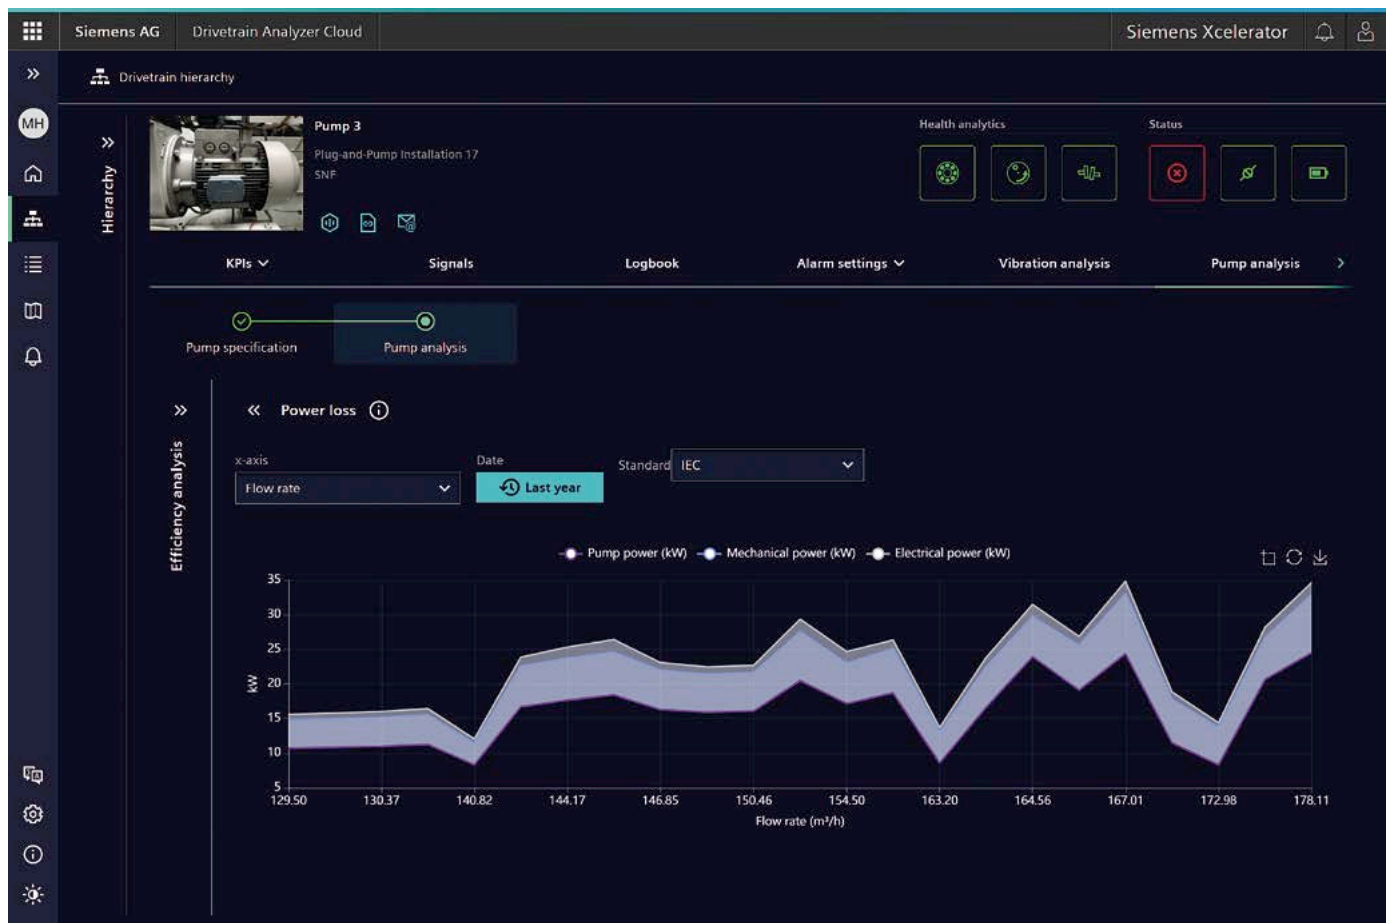 Siemens AG
Drivetrain Analyzer Cloud
Siemens Xcelerator
Drivetrain hierarchy
MH
Hierarchy
Pump 3
Plug-and-Pump Installation 17
SNF
Health analytics
Status
KPIs
Signals
Logbook
Alarm settings
Vibration analysis
Pump analysis
Pump specification
Pump analysis
Efficiency analysis
Power loss
x-axis
Flow rate
Date
Last year
Standard
IEC
Pump power (kW)
Mechanical power (kW)
Electrical power (kW)
kW
35
30
25
20
15
10
5
129.50 130.37 140.82 144.17 146.85 150.46 154.50 163.20 164.56 167.01 172.98 178.11
Flow rate (m³/h)